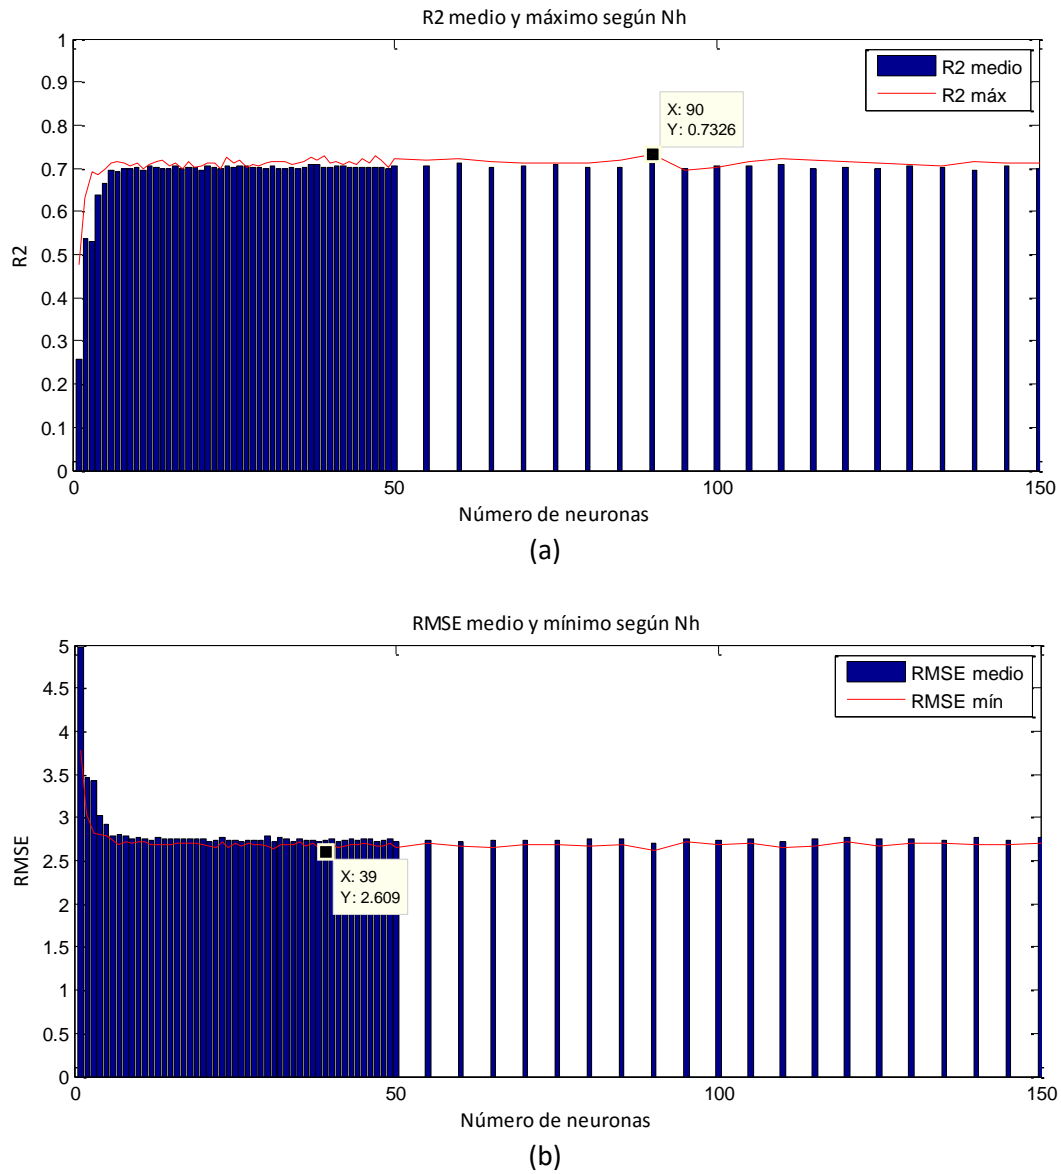 R2 medio y máximo según Nh
1
0.9
0.8
0.7
0.6
0.5
0.4
0.3
0.2
0.1
0
R2
R2 medio
R2 máx
X: 90
Y: 0.7326
0
50
100
150
Número de neuronas
(a)
RMSE medio y mínimo según Nh
5
4.5
4
3.5
3
2.5
2
1.5
1
0.5
0
RMSE
RMSE medio
RMSE mín
X: 39
Y: 2.609
0
50
100
150
Número de neuronas
(b)